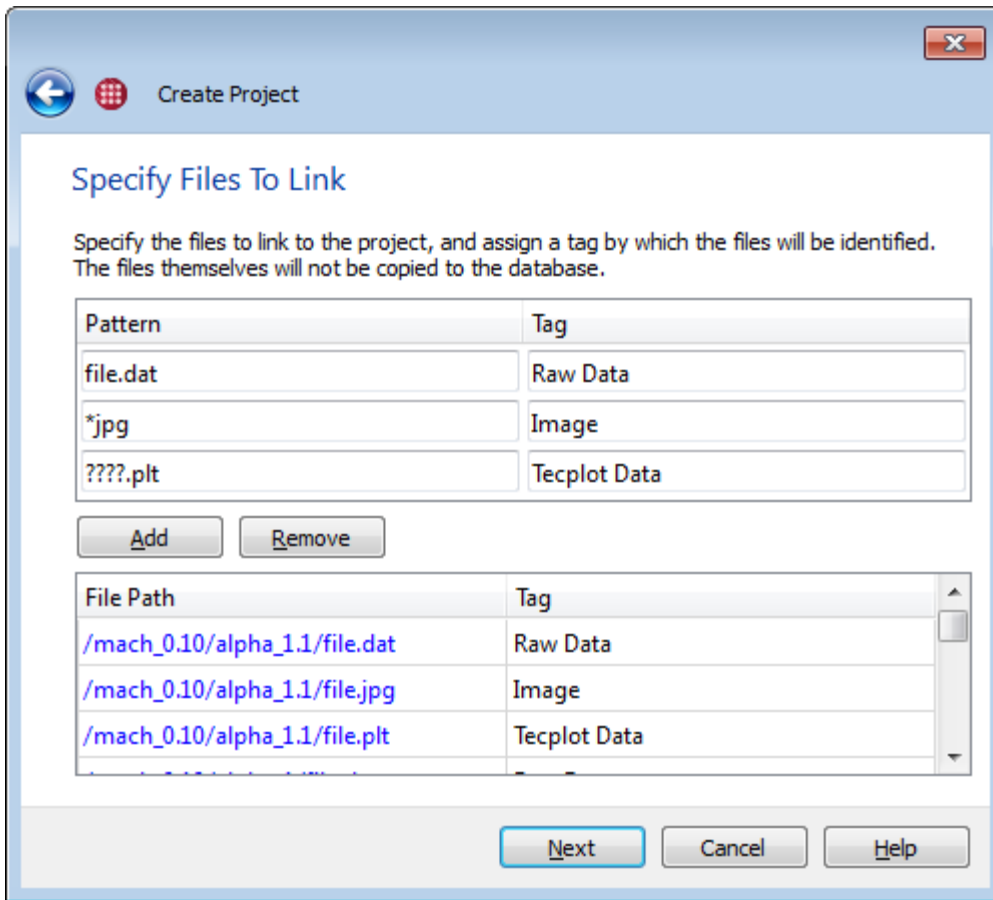 Create Project
Specify Files To Link
Specify the files to link to the project, and assign a tag by which the files will be identified.
The files themselves will not be copied to the database.
Pattern Tag
file.dat Raw Data
*jpg Image
????.plt Tecplot Data
Add Remove
File Path Tag
/mach_0.10/alpha_1.1/file.dat Raw Data
/mach_0.10/alpha_1.1/file.jpg Image
/mach_0.10/alpha_1.1/file.plt Tecplot Data
Next Cancel Help